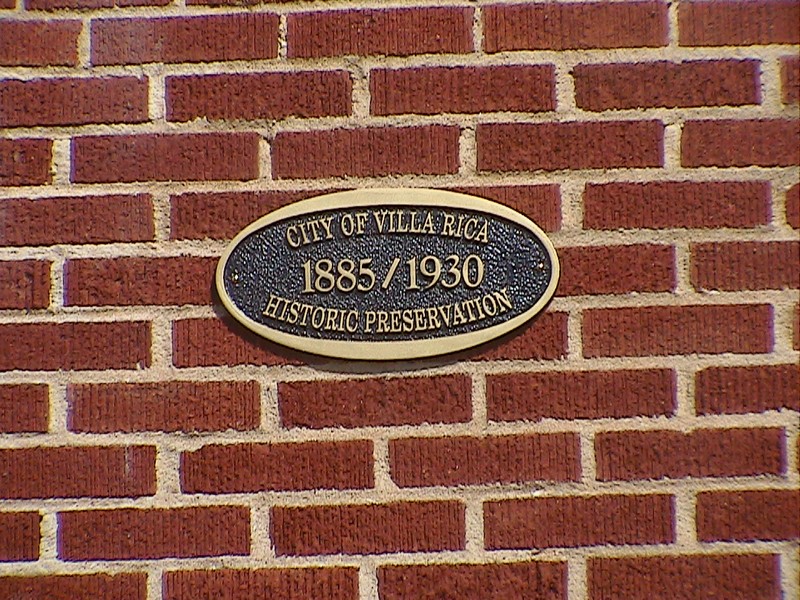 CITY OF VILLA RICA
1885/1930
HISTORIC PRESERVATION